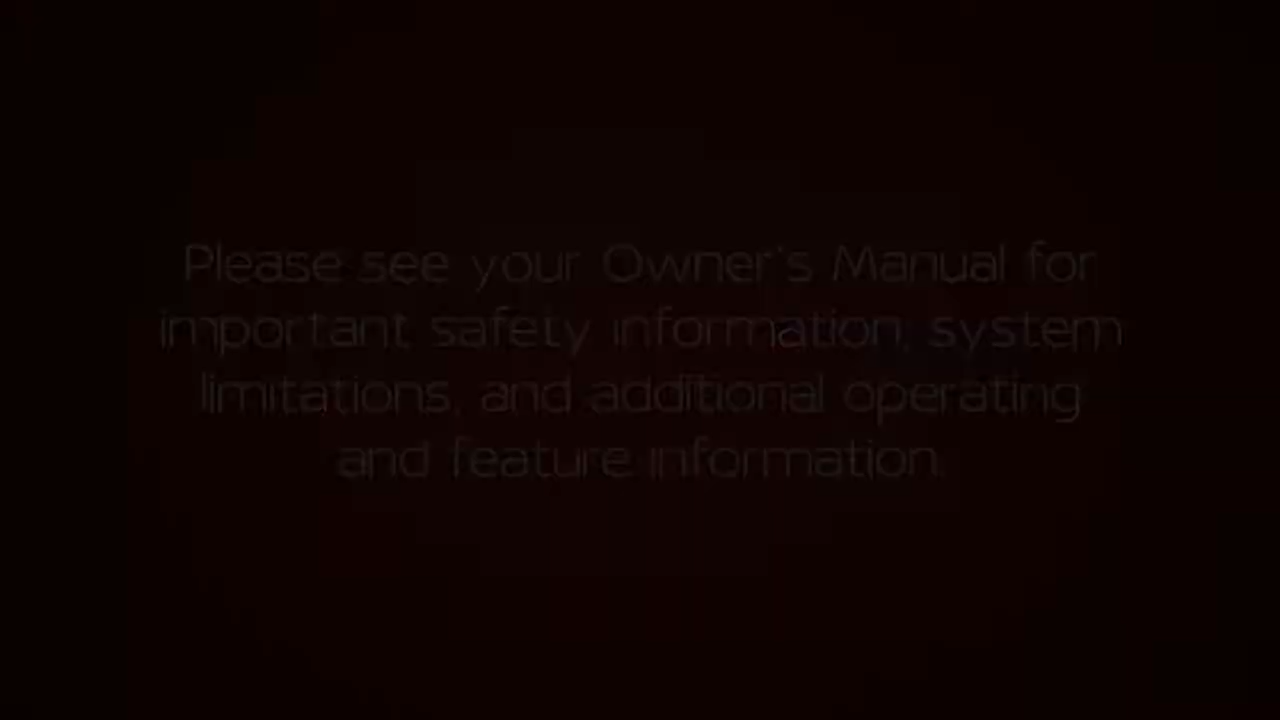 Please see your Owner's Manual for
important safety information, system
limitations, and additional operating
and feature information.